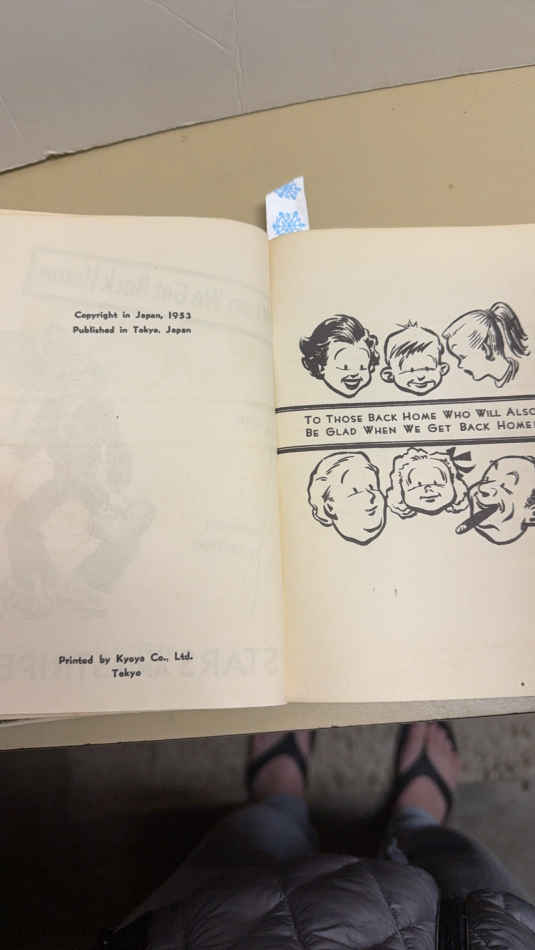 Copyright in Japan, 1953
Published in Tokyo, Japan
Printed by Kyoya Co., Ltd.
Tokyo
To Those Back Home Who Will Also
Be Glad When We Get Back Home!